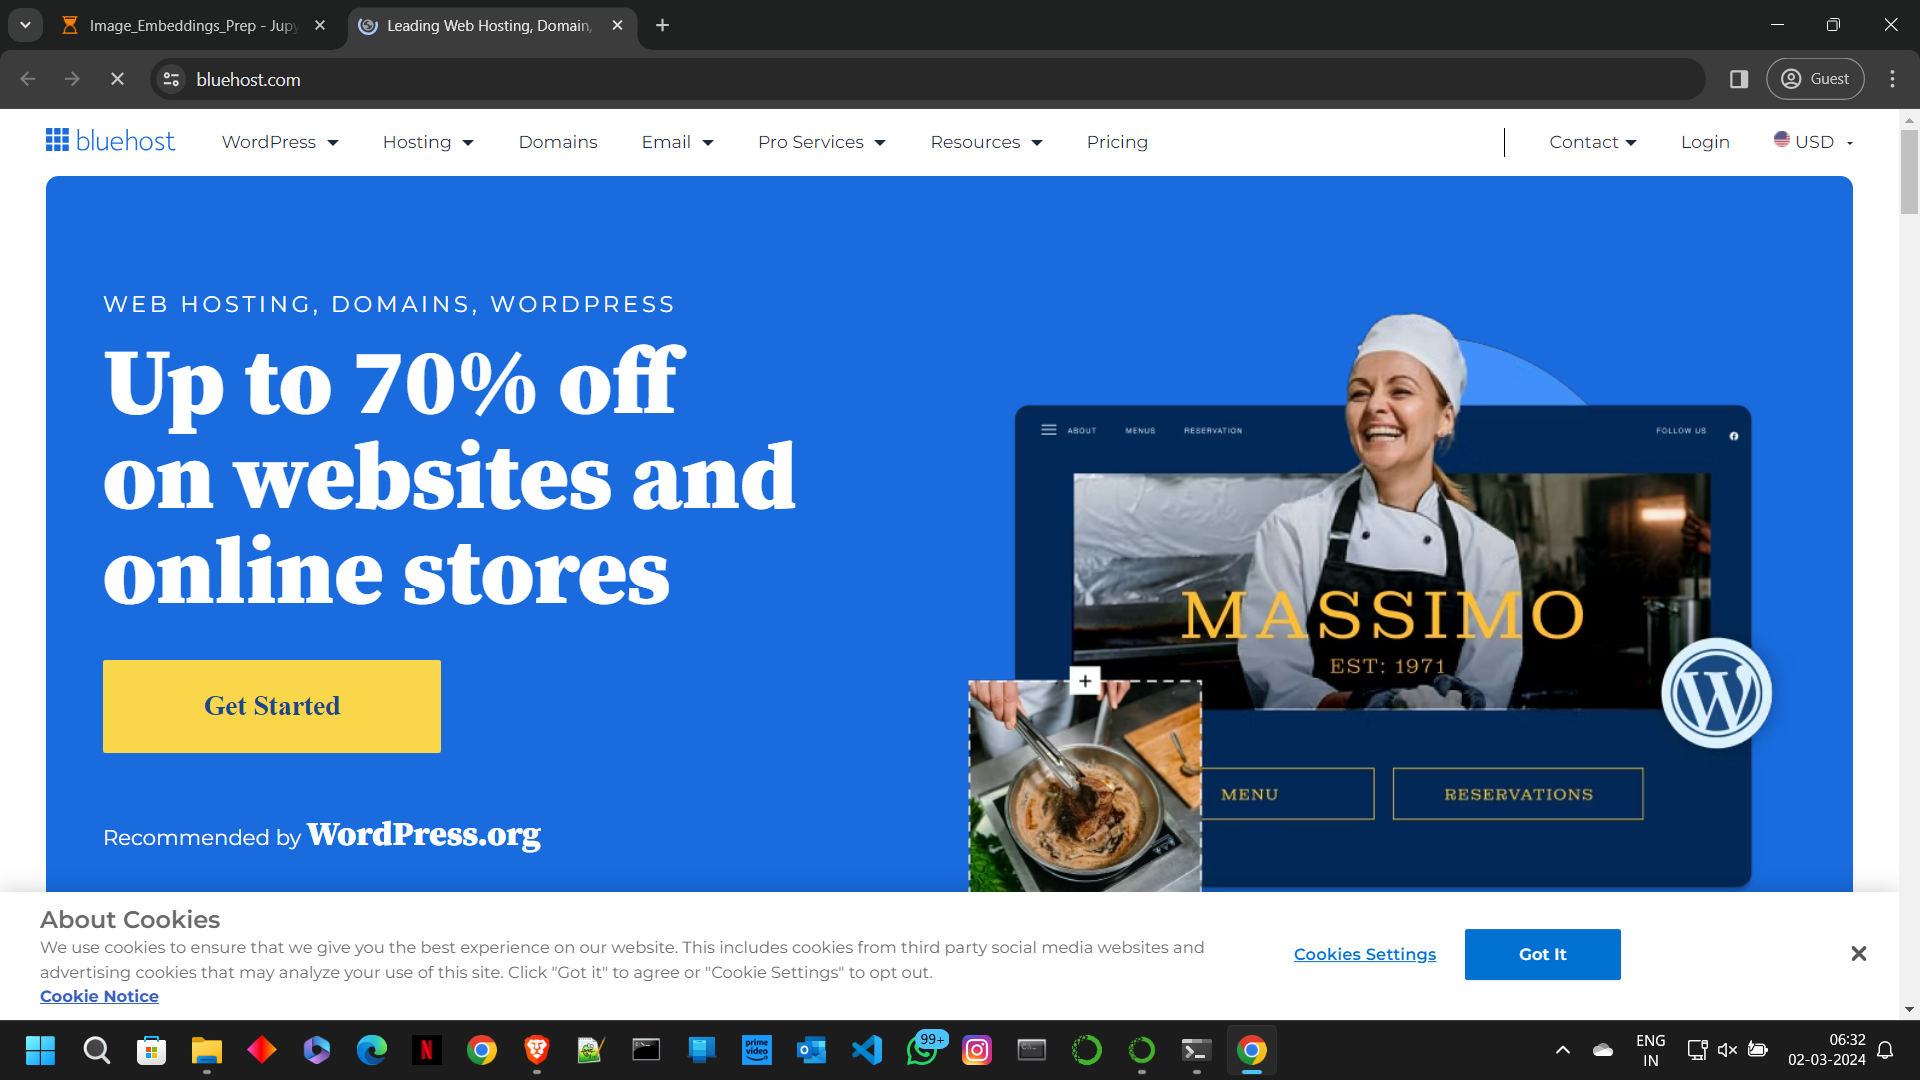 Image_Embeddings_Prep - Jupy
Leading Web Hosting, Domain,
bluehost.com
Guest
bluehost
WordPress
Hosting
Domains
Email
Pro Services
Resources
Pricing
Contact
Login
USD
WEB HOSTING, DOMAINS, WORDPRESS
Up to 70% off
on websites and
online stores
Get Started
Recommended by WordPress.org
ABOUT
MENUS
RESERVATION
FOLLOW US
MASSIMO
EST: 1971
MENU
RESERVATIONS
About Cookies
We use cookies to ensure that we give you the best experience on our website. This includes cookies from third party social media websites and
advertising cookies that may analyze your use of this site. Click "Got it" to agree or "Cookie Settings" to opt out.
Cookie Notice
Cookies Settings
Got It
prime
video
99+
ENG
IN
06:32
02-03-2024